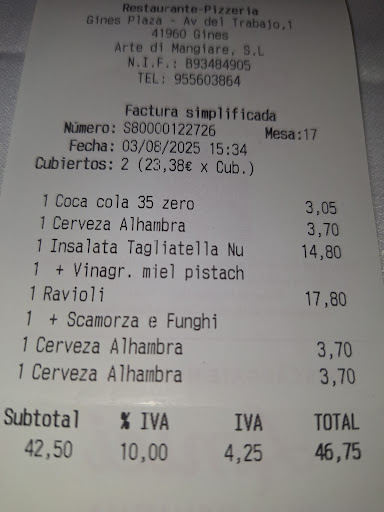 Restaurante-Pizzeria
Gines Plaza - Av del Trabajo,1
41960 Gines
Arte di Mangiare, S.L
N.I.F.: B93484905
TEL: 955603864
Factura simplificada
Número: S80000122726 Mesa:17
Fecha: 03/08/2025 15:34
Cubiertos: 2 (23,38€ x Cub.)
1 Coca cola 35 zero 3,05
1 Cerveza Alhambra 3,70
1 Insalata Tagliatella Nu 14,80
1 + Vinagr. miel pistach
1 Ravioli 17,80
1 + Scamorza e Funghi
1 Cerveza Alhambra 3,70
1 Cerveza Alhambra 3,70
Subtotal % IVA IVA TOTAL
42,50 10,00 4,25 46,75